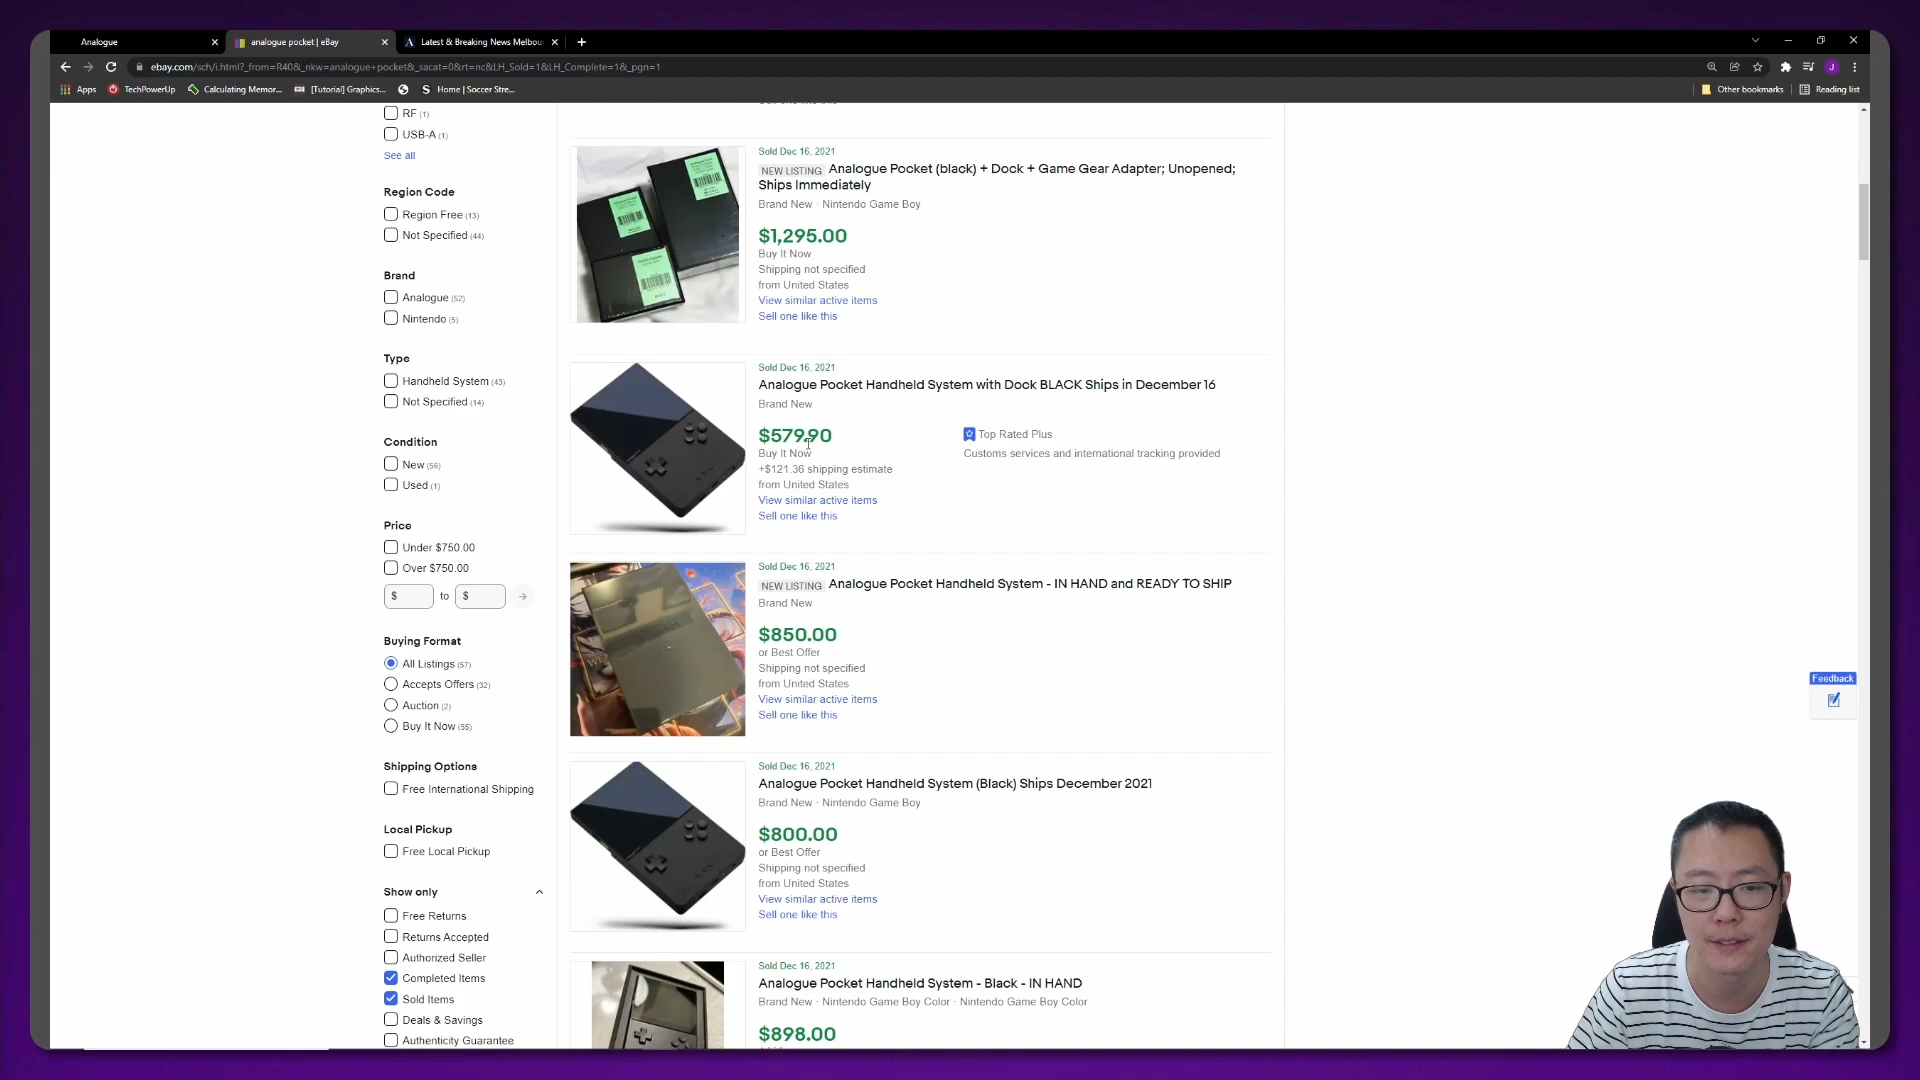 Analogue
analogue pocket | eBay
Latest & Breaking News Melbou
ebay.com/sch/i.html?_from=R40&_nkw=analogue+pocket&_sacat=0&rt=nc&LH_Sold=1&LH_Complete=1&_pgn=1
J
Apps
TechPowerUp
Calculating Memor...
[Tutorial] Graphics...
Home | Soccer Stre...
Other bookmarks
Reading list
RF (1)
USB-A (1)
See all
Region Code
Region Free (13)
Not Specified (44)
Brand
Analogue (52)
Nintendo (5)
Type
Handheld System (43)
Not Specified (14)
Condition
New (56)
Used (1)
Price
Under $750.00
Over $750.00
$ to $
Buying Format
All Listings (57)
Accepts Offers (32)
Auction (2)
Buy It Now (55)
Shipping Options
Free International Shipping
Local Pickup
Free Local Pickup
Show only
Free Returns
Returns Accepted
Authorized Seller
Completed Items
Sold Items
Deals & Savings
Authenticity Guarantee
Sold Dec 16, 2021
NEW LISTING Analogue Pocket (black) + Dock + Game Gear Adapter; Unopened;
Ships Immediately
Brand New · Nintendo Game Boy
$1,295.00
Buy It Now
Shipping not specified
from United States
View similar active items
Sell one like this
Sold Dec 16, 2021
Analogue Pocket Handheld System with Dock BLACK Ships in December 16
Brand New
$579.90
Buy It Now
+$121.36 shipping estimate
from United States
View similar active items
Sell one like this
Top Rated Plus
Customs services and international tracking provided
Sold Dec 16, 2021
NEW LISTING Analogue Pocket Handheld System - IN HAND and READY TO SHIP
Brand New
$850.00
or Best Offer
Shipping not specified
from United States
View similar active items
Sell one like this
Sold Dec 16, 2021
Analogue Pocket Handheld System (Black) Ships December 2021
Brand New · Nintendo Game Boy
$800.00
or Best Offer
Shipping not specified
from United States
View similar active items
Sell one like this
Sold Dec 16, 2021
Analogue Pocket Handheld System - Black - IN HAND
Brand New · Nintendo Game Boy Color · Nintendo Game Boy Color
$898.00
Feedback